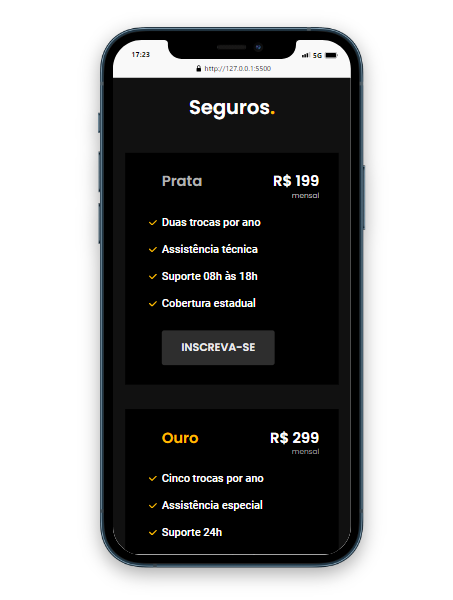 17:23
5G
http://127.0.0.1:5500
Seguros.
Prata
R$ 199
mensal
Duas trocas por ano
Assistência técnica
Suporte 08h às 18h
Cobertura estadual
INSCREVA-SE
Ouro
R$ 299
mensal
Cinco trocas por ano
Assistência especial
Suporte 24h